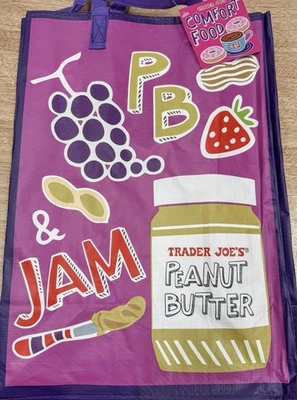 COMFORT
FOOD
PB
&
JAM
TRADER JOE'S®
PEANUT
BUTTER